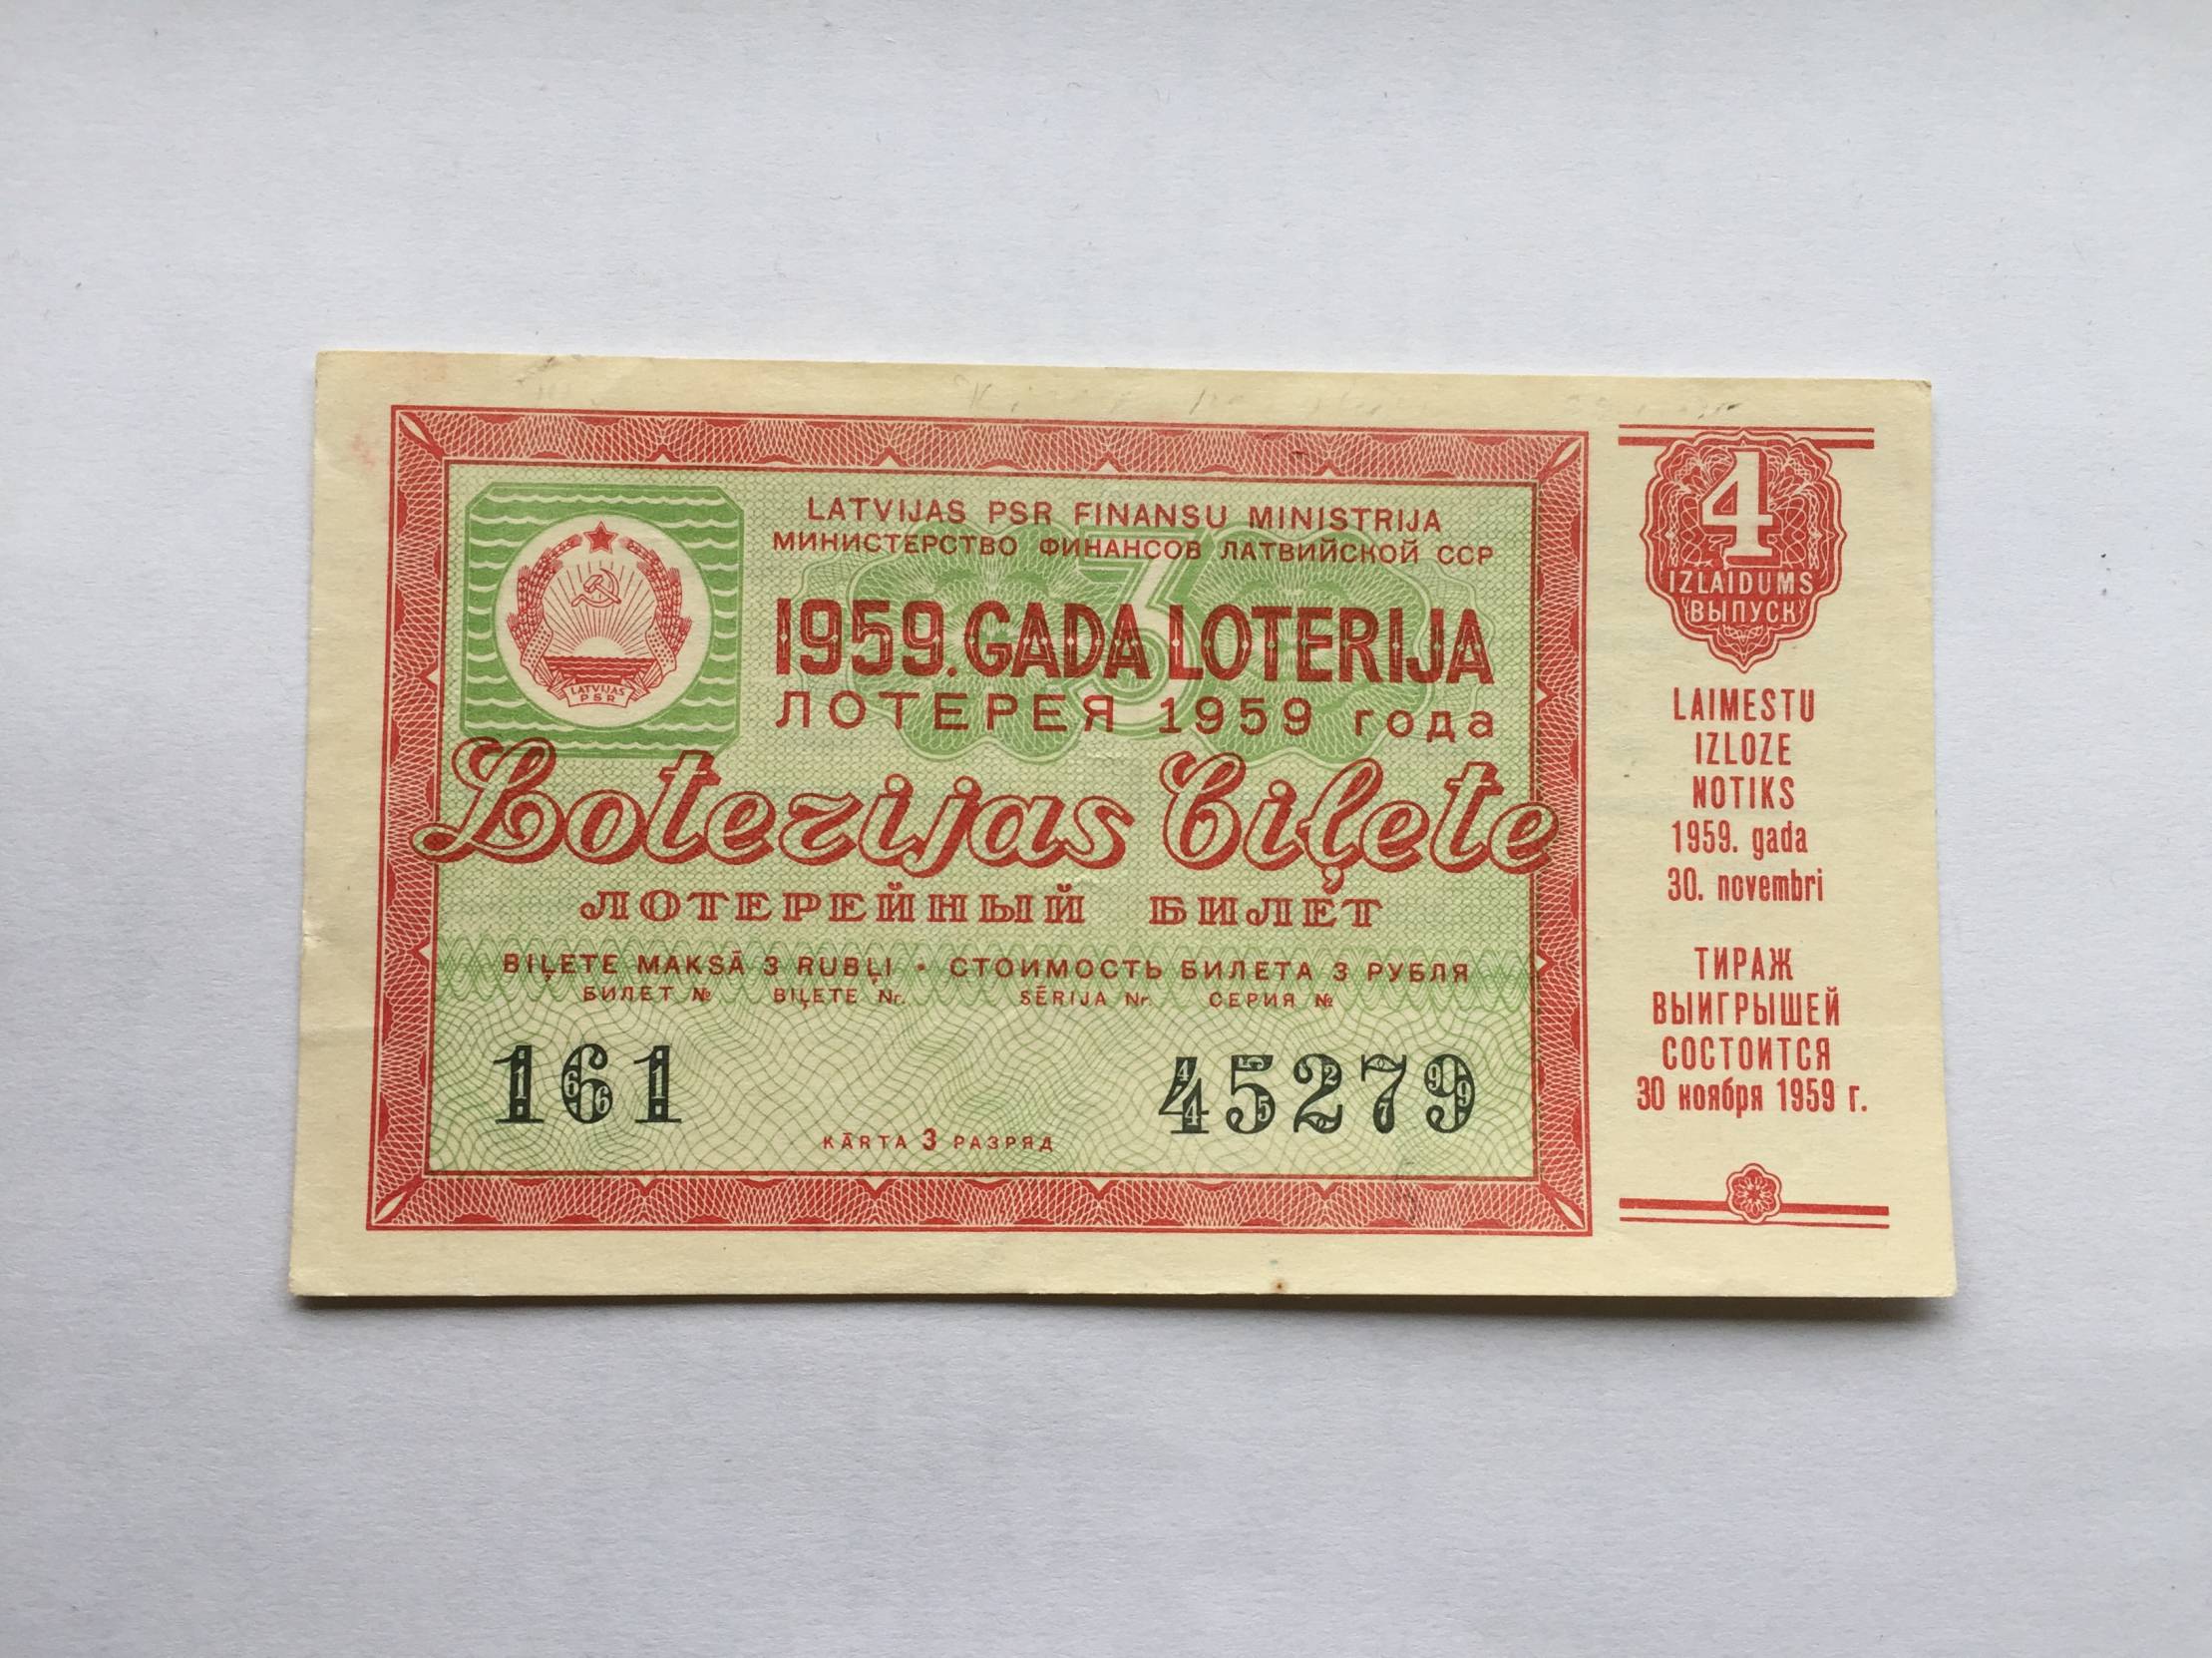 LATVIJAS PSR FINANSU MINISTRIJA
МИНИСТЕРСТВО ФИНАНСОВ ЛАТВИЙСКОЙ ССР
3
1959. GADA LOTERIJA
ЛОТЕРЕЯ 1959 года
LATVIJAS
PSR
Loterijas biļete
ЛОТЕРЕЙНЫЙ БИЛЕТ
BIĻETE MAKSĀ 3 RUBĻI • СТОИМОСТЬ БИЛЕТА 3 РУБЛЯ
БИЛЕТ № BIĻETE Nr. SĒRIJA Nr. СЕРИЯ №
161 45279
KĀRTA 3 РАЗРЯД
4
IZLAIDUMS
ВЫПУСК
LAIMESTU
IZLOZE
NOTIKS
1959. gada
30. novembri
ТИРАЖ
ВЫИГРЫШЕЙ
СОСТОИТСЯ
30 ноября 1959 г.